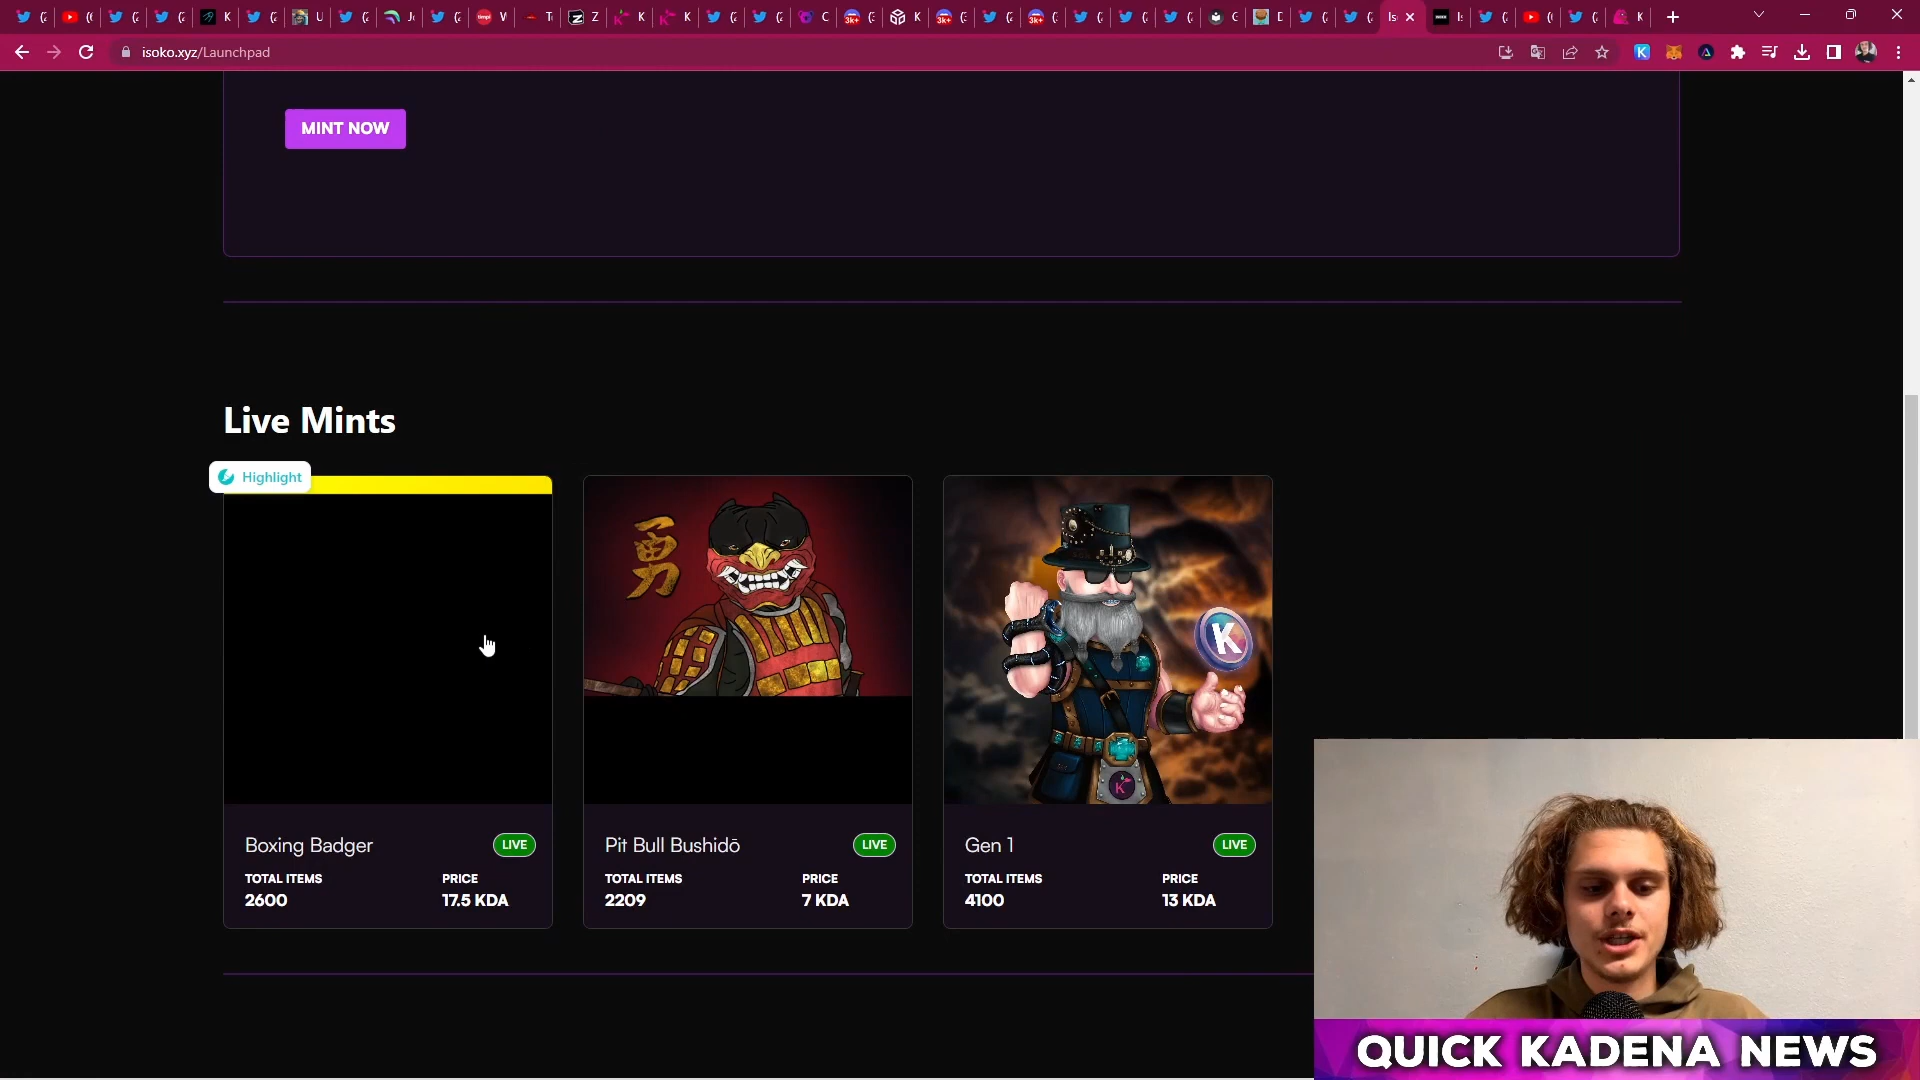 isoko.xyz/Launchpad
MINT NOW
Live Mints
Highlight
勇
K
K
Boxing Badger LIVE
TOTAL ITEMS PRICE
2600 17.5 KDA
Pit Bull Bushidō LIVE
TOTAL ITEMS PRICE
2209 7 KDA
Gen 1 LIVE
TOTAL ITEMS PRICE
4100 13 KDA
QUICK KADENA NEWS